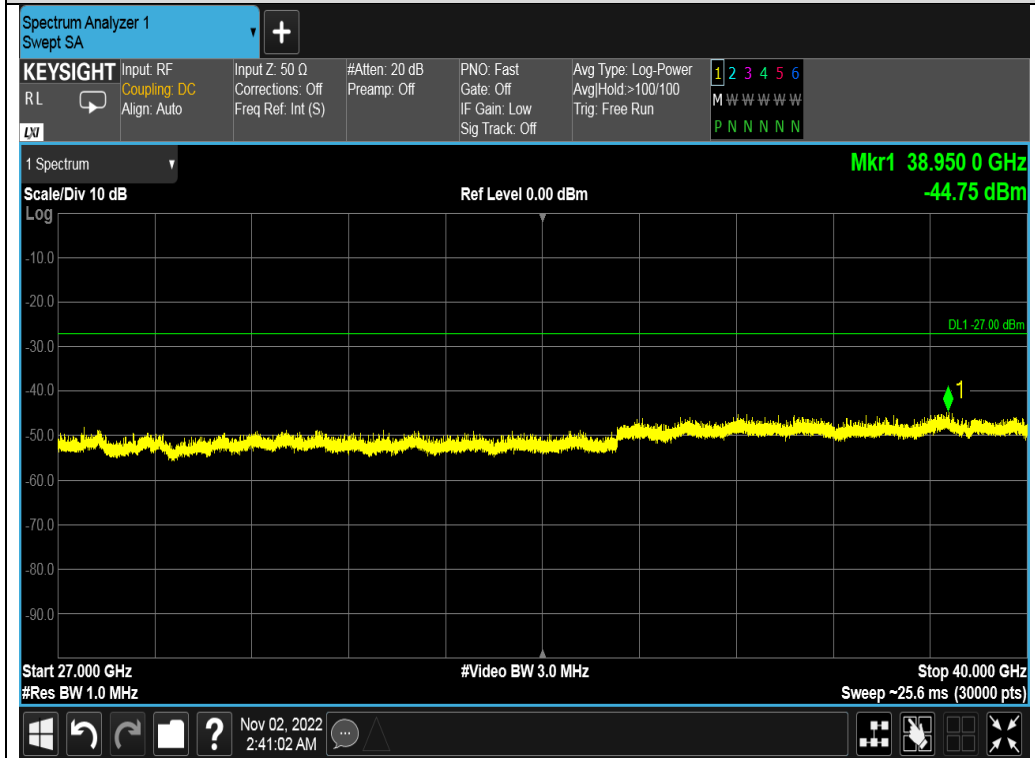 Spectrum Analyzer 1
Swept SA
+
KEYSIGHT
R L
LXI
Input: RF
Coupling: DC
Align: Auto
Input Z: 50 Ω
Corrections: Off
Freq Ref: Int (S)
#Atten: 20 dB
Preamp: Off
PNO: Fast
Gate: Off
IF Gain: Low
Sig Track: Off
Avg Type: Log-Power
Avg|Hold:>100/100
Trig: Free Run
1 2 3 4 5 6
M W W W W W
P N N N N N
1 Spectrum
Mkr1 38.950 0 GHz
-44.75 dBm
Scale/Div 10 dB
Ref Level 0.00 dBm
Log
-10.0
-20.0
DL1 -27.00 dBm
-30.0
-40.0
1
-50.0
-60.0
-70.0
-80.0
-90.0
Start 27.000 GHz
#Video BW 3.0 MHz
Stop 40.000 GHz
#Res BW 1.0 MHz
Sweep ~25.6 ms (30000 pts)
?
Nov 02, 2022
2:41:02 AM